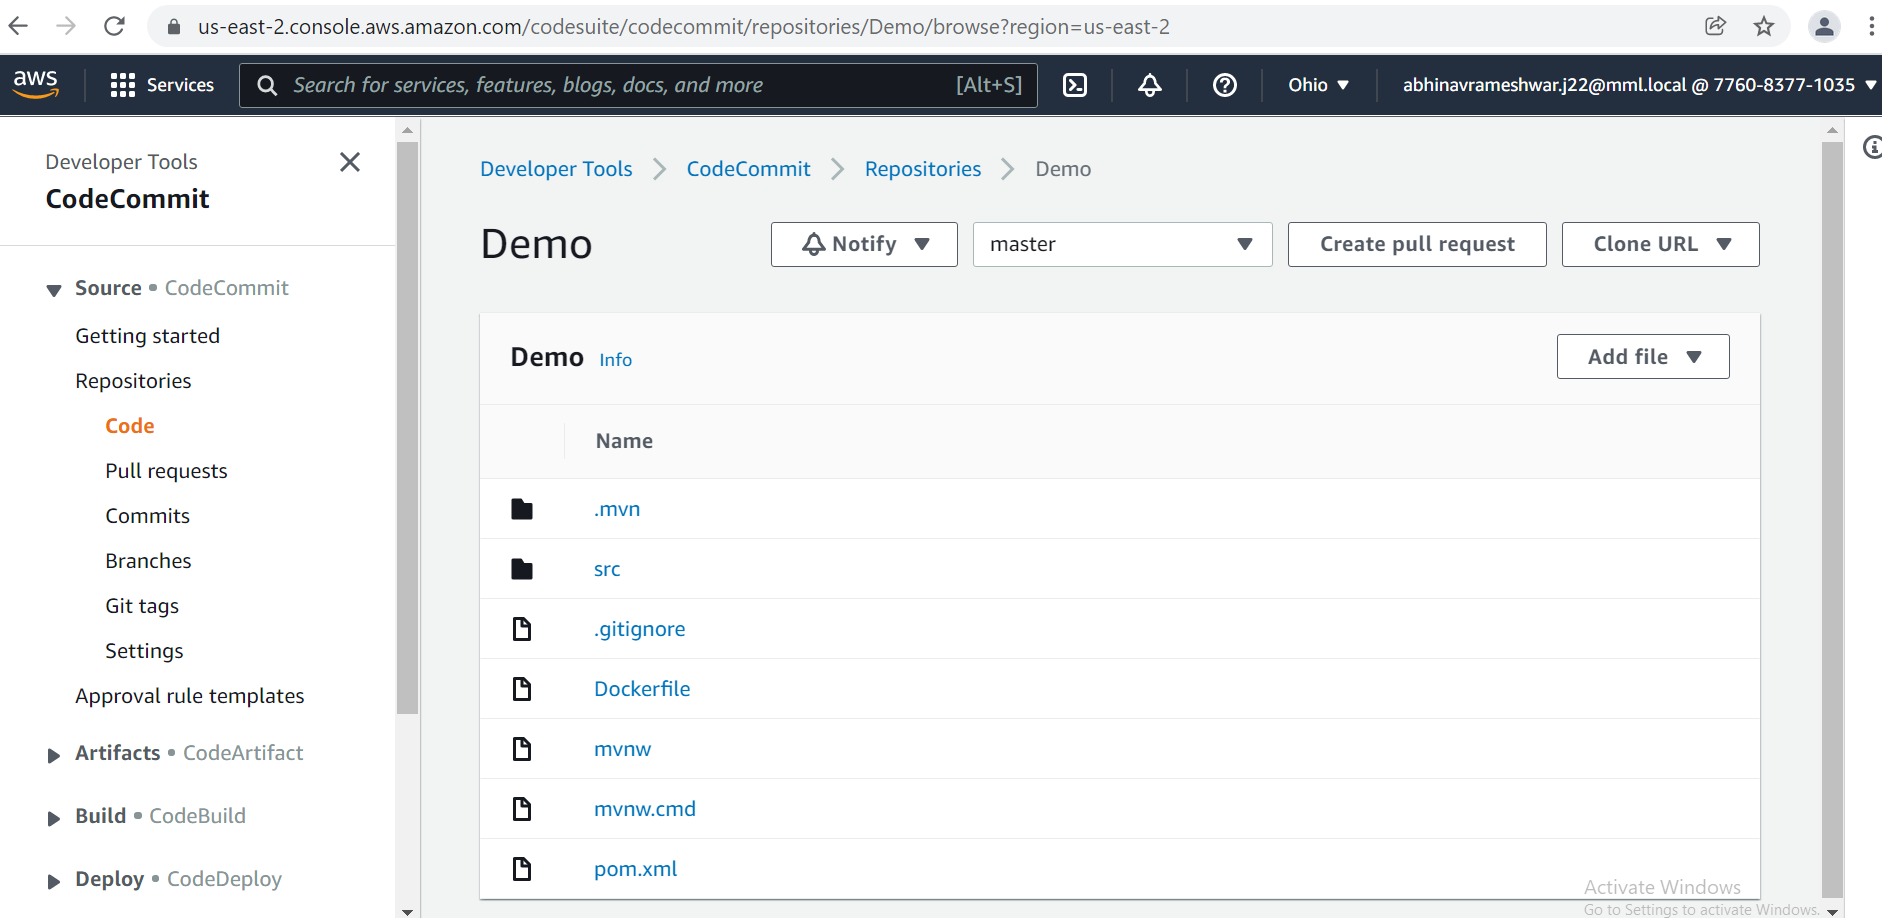 us-east-2.console.aws.amazon.com/codesuite/codecommit/repositories/Demo/browse?region=us-east-2
aws
Services
Search for services, features, blogs, docs, and more [Alt+S]
Ohio
abhinavrameshwar.j22@mml.local @ 7760-8377-1035
Developer Tools
CodeCommit
Source • CodeCommit
Getting started
Repositories
Code
Pull requests
Commits
Branches
Git tags
Settings
Approval rule templates
Artifacts • CodeArtifact
Build • CodeBuild
Deploy • CodeDeploy
Developer Tools > CodeCommit > Repositories > Demo
Demo
Notify
master
Create pull request
Clone URL
Demo Info
Add file
Name
.mvn
src
.gitignore
Dockerfile
mvnw
mvnw.cmd
pom.xml
Activate Windows
Go to Settings to activate Windows.